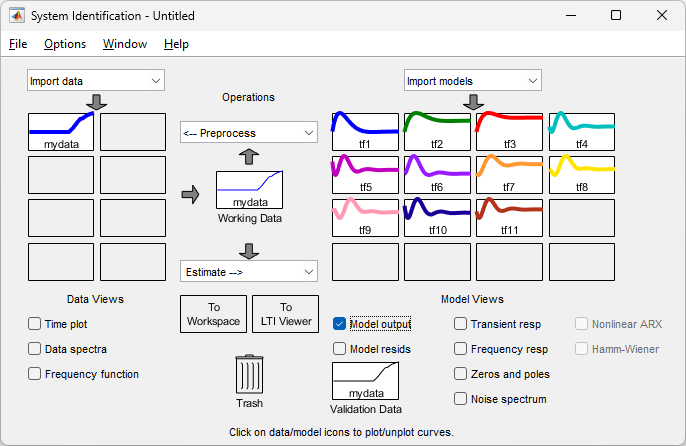 System Identification - Untitled
File Options Window Help
Import data
Import models
Operations
mydata
<-- Preprocess
tf1 tf2 tf3 tf4
mydata
Working Data
tf5 tf6 tf7 tf8
tf9 tf10 tf11
Estimate -->
Data Views
Model Views
To
Workspace
To
LTI Viewer
Time plot
Data spectra
Frequency function
Model output
Model resids
Transient resp
Frequency resp
Zeros and poles
Noise spectrum
Nonlinear ARX
Hamm-Wiener
Trash
mydata
Validation Data
Click on data/model icons to plot/unplot curves.